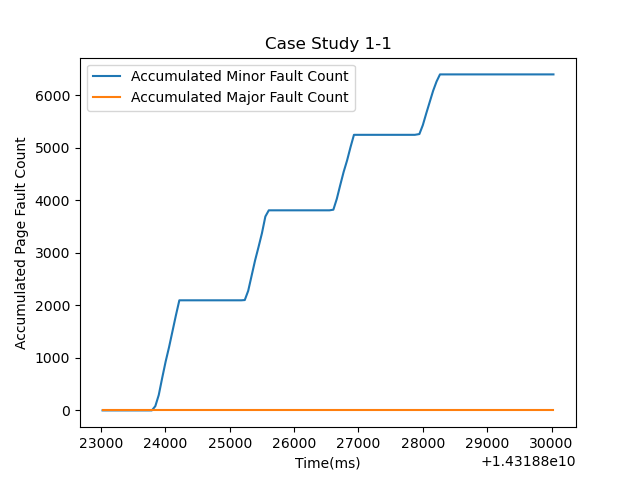 Case Study 1-1
Accumulated Minor Fault Count
Accumulated Major Fault Count
Accumulated Page Fault Count
6000
5000
4000
3000
2000
1000
0
23000 24000 25000 26000 27000 28000 29000 30000
Time(ms)
+1.43188e10